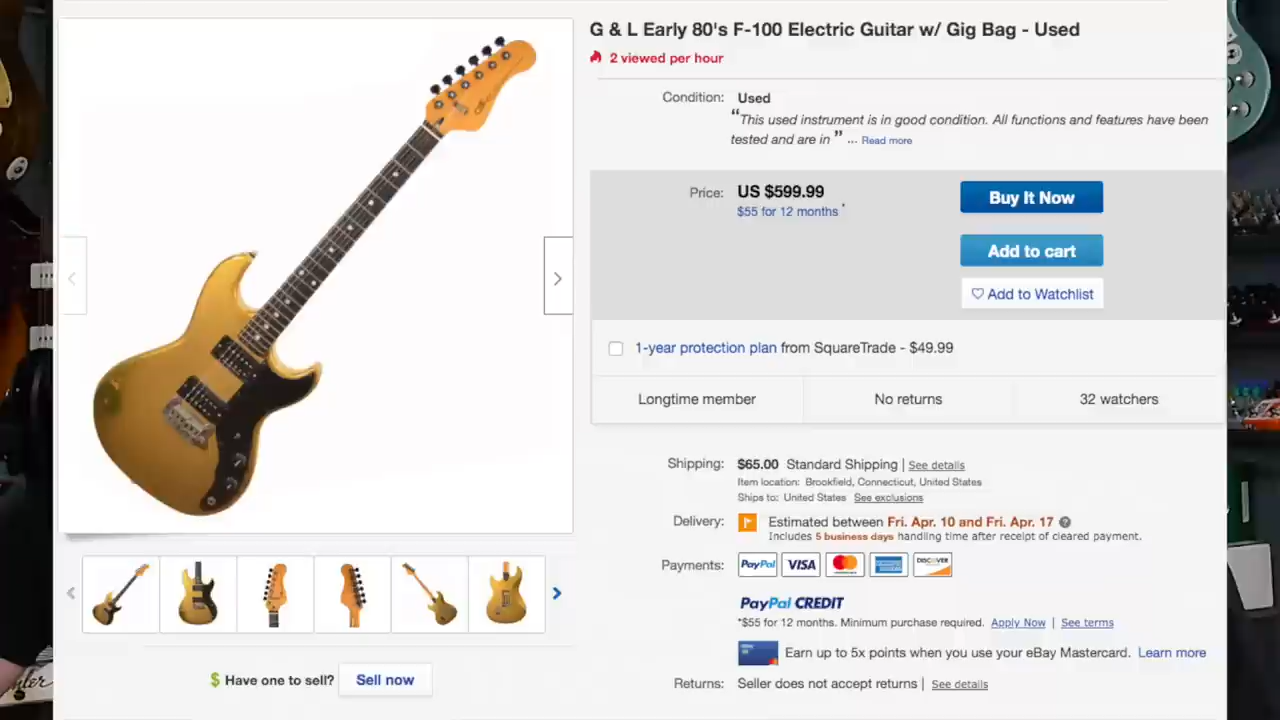 G & L Early 80's F-100 Electric Guitar w/ Gig Bag - Used
2 viewed per hour
Condition: Used
“This used instrument is in good condition. All functions and features have been
tested and are in ” ... Read more
Price: US $599.99
$55 for 12 months *
Buy It Now
Add to cart
Add to Watchlist
1-year protection plan from SquareTrade - $49.99
Longtime member No returns 32 watchers
Shipping: $65.00 Standard Shipping | See details
Item location: Brookfield, Connecticut, United States
Ships to: United States See exclusions
Delivery: Estimated between Fri. Apr. 10 and Fri. Apr. 17 ?
Includes 5 business days handling time after receipt of cleared payment.
Payments: PayPal VISA MasterCard AMERICAN EXPRESS DISCOVER
PayPal CREDIT
*$55 for 12 months. Minimum purchase required. Apply Now | See terms
Earn up to 5x points when you use your eBay Mastercard. Learn more
Returns: Seller does not accept returns | See details
$ Have one to sell? Sell now